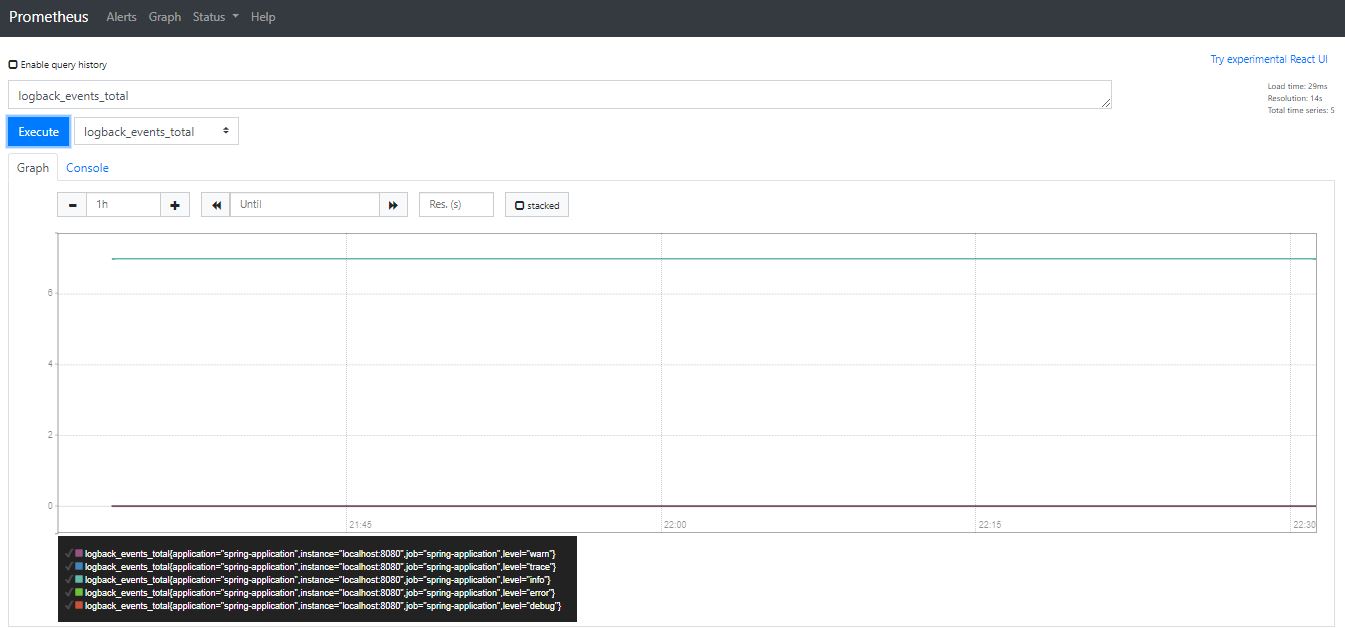 Prometheus Alerts Graph Status Help
Enable query history
Try experimental React UI
logback_events_total
Load time: 29ms
Resolution: 14s
Total time series: 5
Execute logback_events_total
Graph Console
1h Until Res. (s) stacked
6
4
2
0
21:45 22:00 22:15 22:30
logback_events_total{application="spring-application",instance="localhost:8080",job="spring-application",level="warn"}
logback_events_total{application="spring-application",instance="localhost:8080",job="spring-application",level="trace"}
logback_events_total{application="spring-application",instance="localhost:8080",job="spring-application",level="info"}
logback_events_total{application="spring-application",instance="localhost:8080",job="spring-application",level="error"}
logback_events_total{application="spring-application",instance="localhost:8080",job="spring-application",level="debug"}